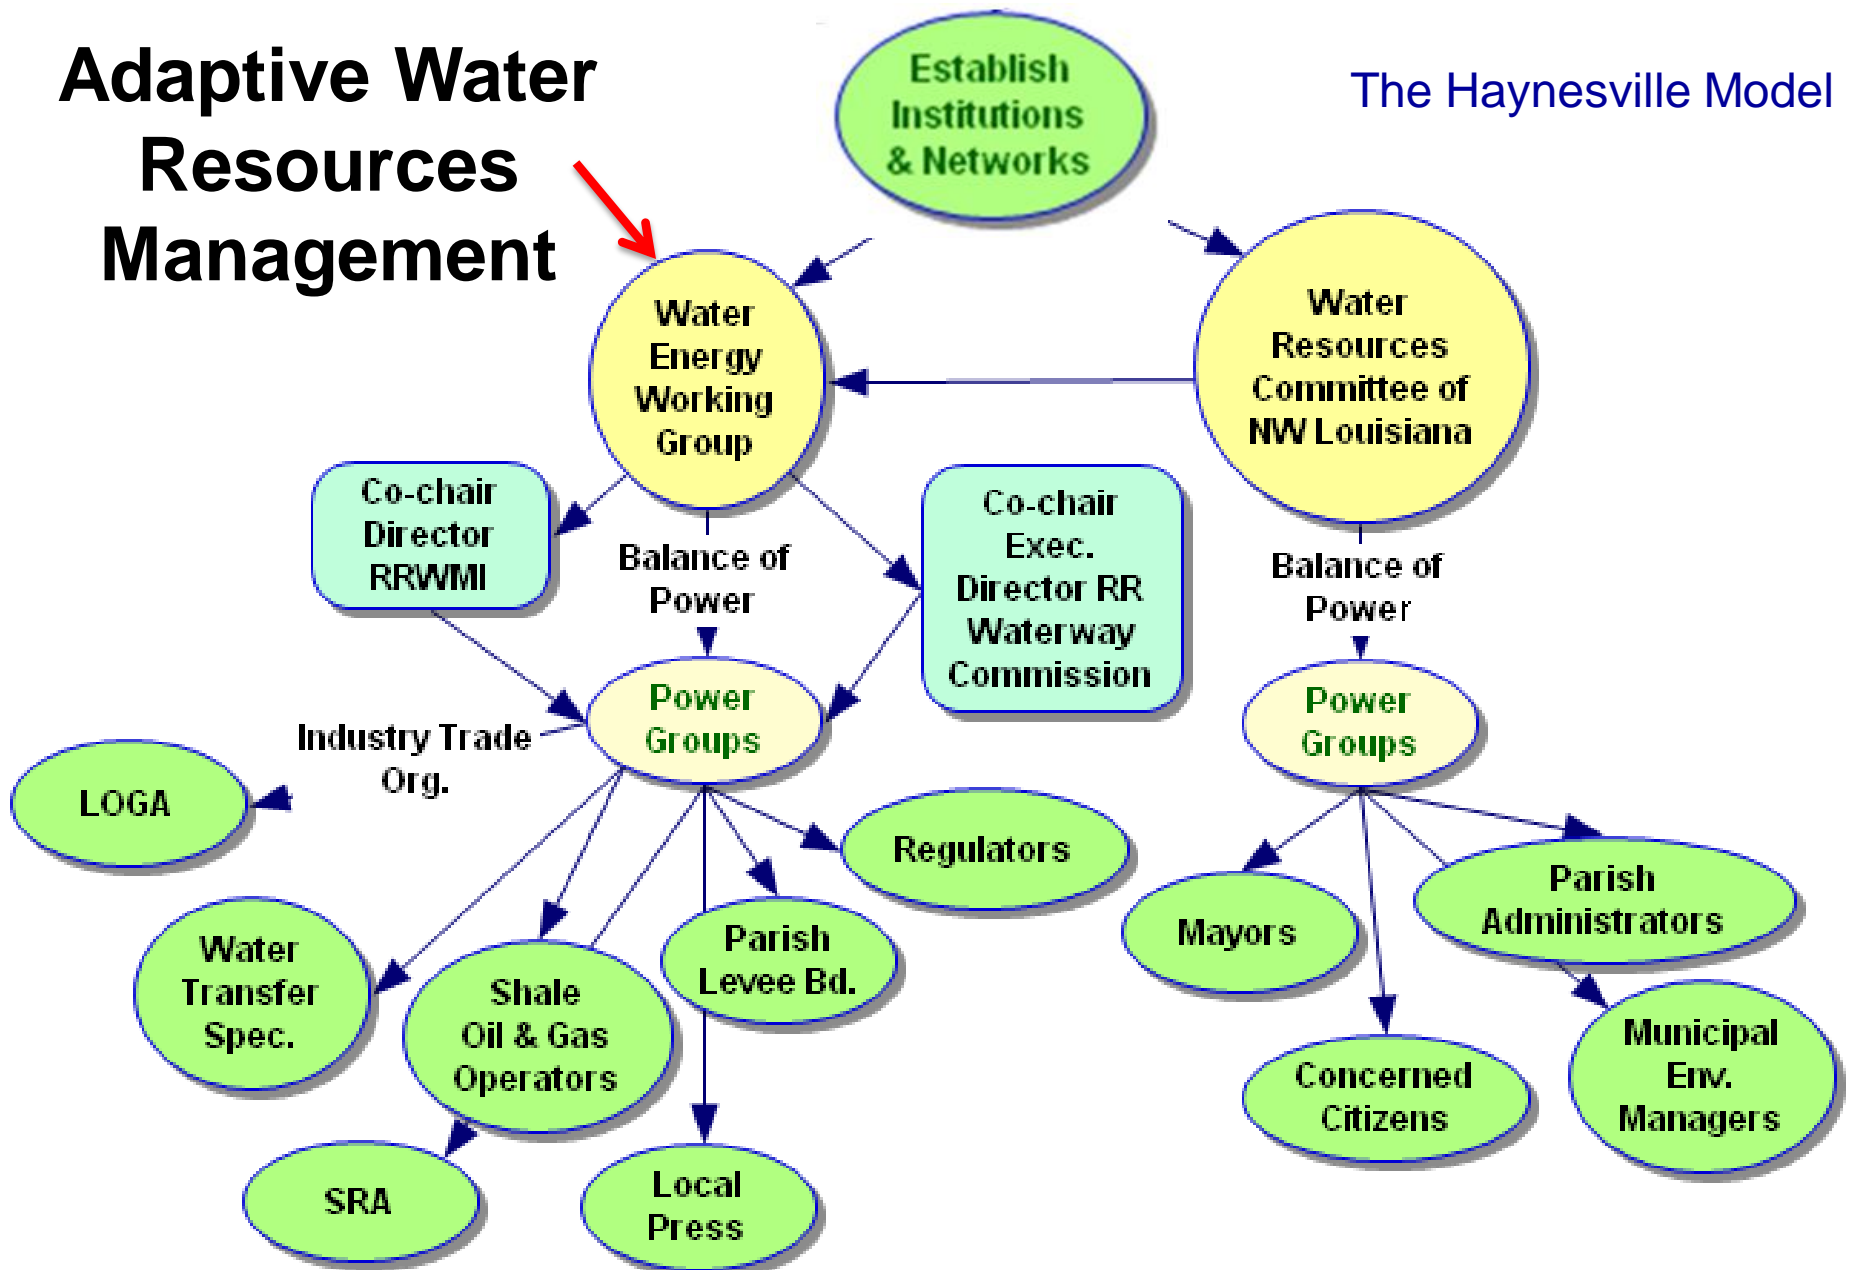 Adaptive Water
Resources
Management
The Haynesville Model
Establish
Institutions
& Networks
Water
Energy
Working
Group
Water
Resources
Committee of
NW Louisiana
Co-chair
Director
RRWMI
Balance of
Power
Co-chair
Exec.
Director RR
Waterway
Commission
Balance of
Power
Power
Groups
Power
Groups
Industry Trade
Org.
LOGA
Regulators
Water
Transfer
Spec.
Shale
Oil & Gas
Operators
Parish
Levee Bd.
Mayors
Parish
Administrators
SRA
Local
Press
Concerned
Citizens
Municipal
Env.
Managers